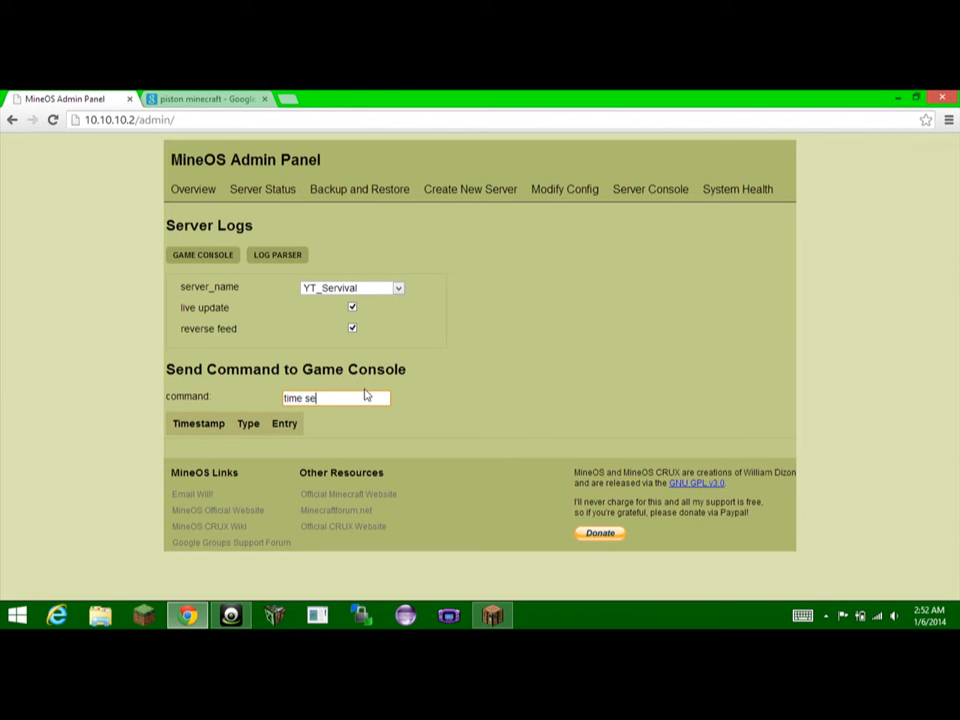 MineOS Admin Panel
piston minecraft - Google
10.10.10.2/admin/
MineOS Admin Panel
Overview Server Status Backup and Restore Create New Server Modify Config Server Console System Health
Server Logs
GAME CONSOLE LOG PARSER
server_name YT_Servival
live update
reverse feed
Send Command to Game Console
command: time se
Timestamp Type Entry
MineOS Links
Email Will!
MineOS Official Website
MineOS CRUX Wiki
Google Groups Support Forum
Other Resources
Official Minecraft Website
Minecraftforum.net
Official CRUX Website
MineOS and MineOS CRUX are creations of William Dizon
and are released via the GNU GPL v3.0.
I'll never charge for this and all my support is free,
so if you're grateful, please donate via Paypal!
Donate
2:52 AM
1/6/2014